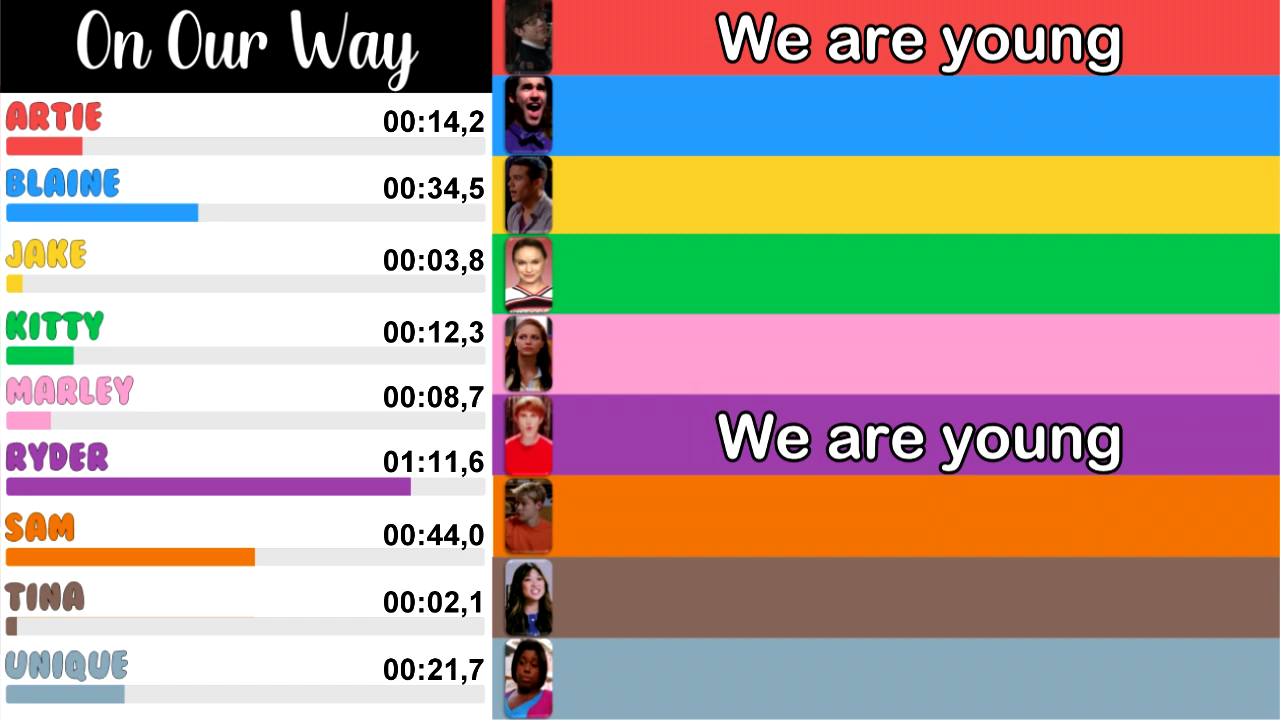 On Our Way
ARTIE 00:14,2
BLAINE 00:34,5
JAKE 00:03,8
KITTY 00:12,3
MARLEY 00:08,7
RYDER 01:11,6
SAM 00:44,0
TINA 00:02,1
UNIQUE 00:21,7
We are young
We are young